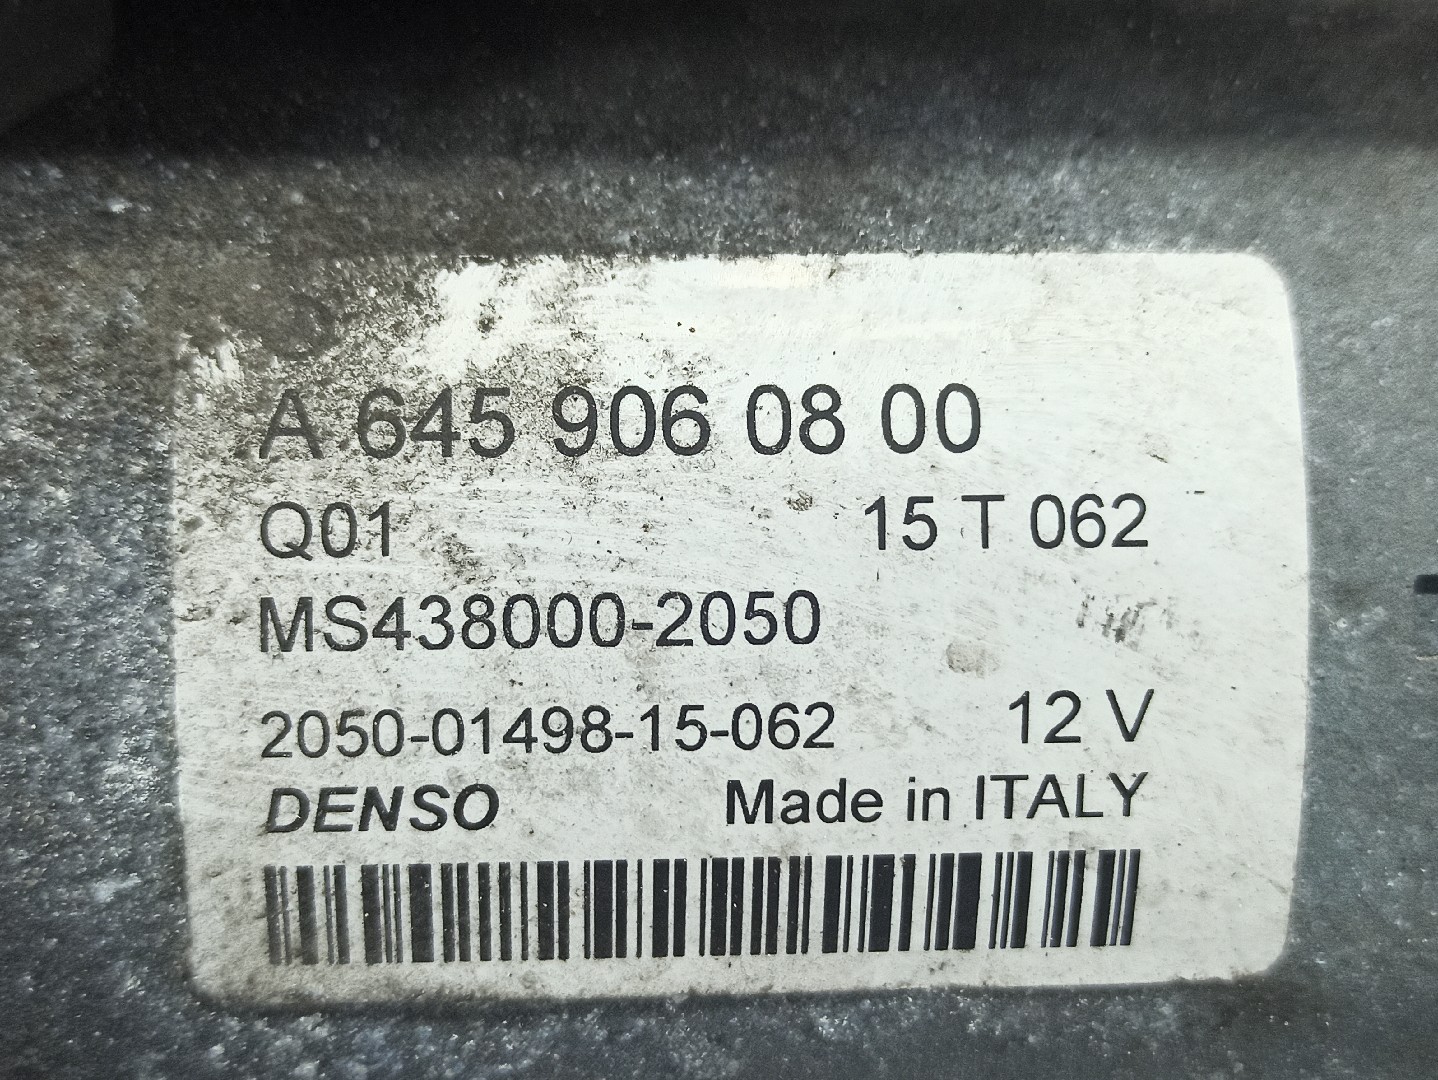 A 645 906 08 00
Q01 15 T 062
MS438000-2050
2050-01498-15-062 12 V
DENSO Made in ITALY